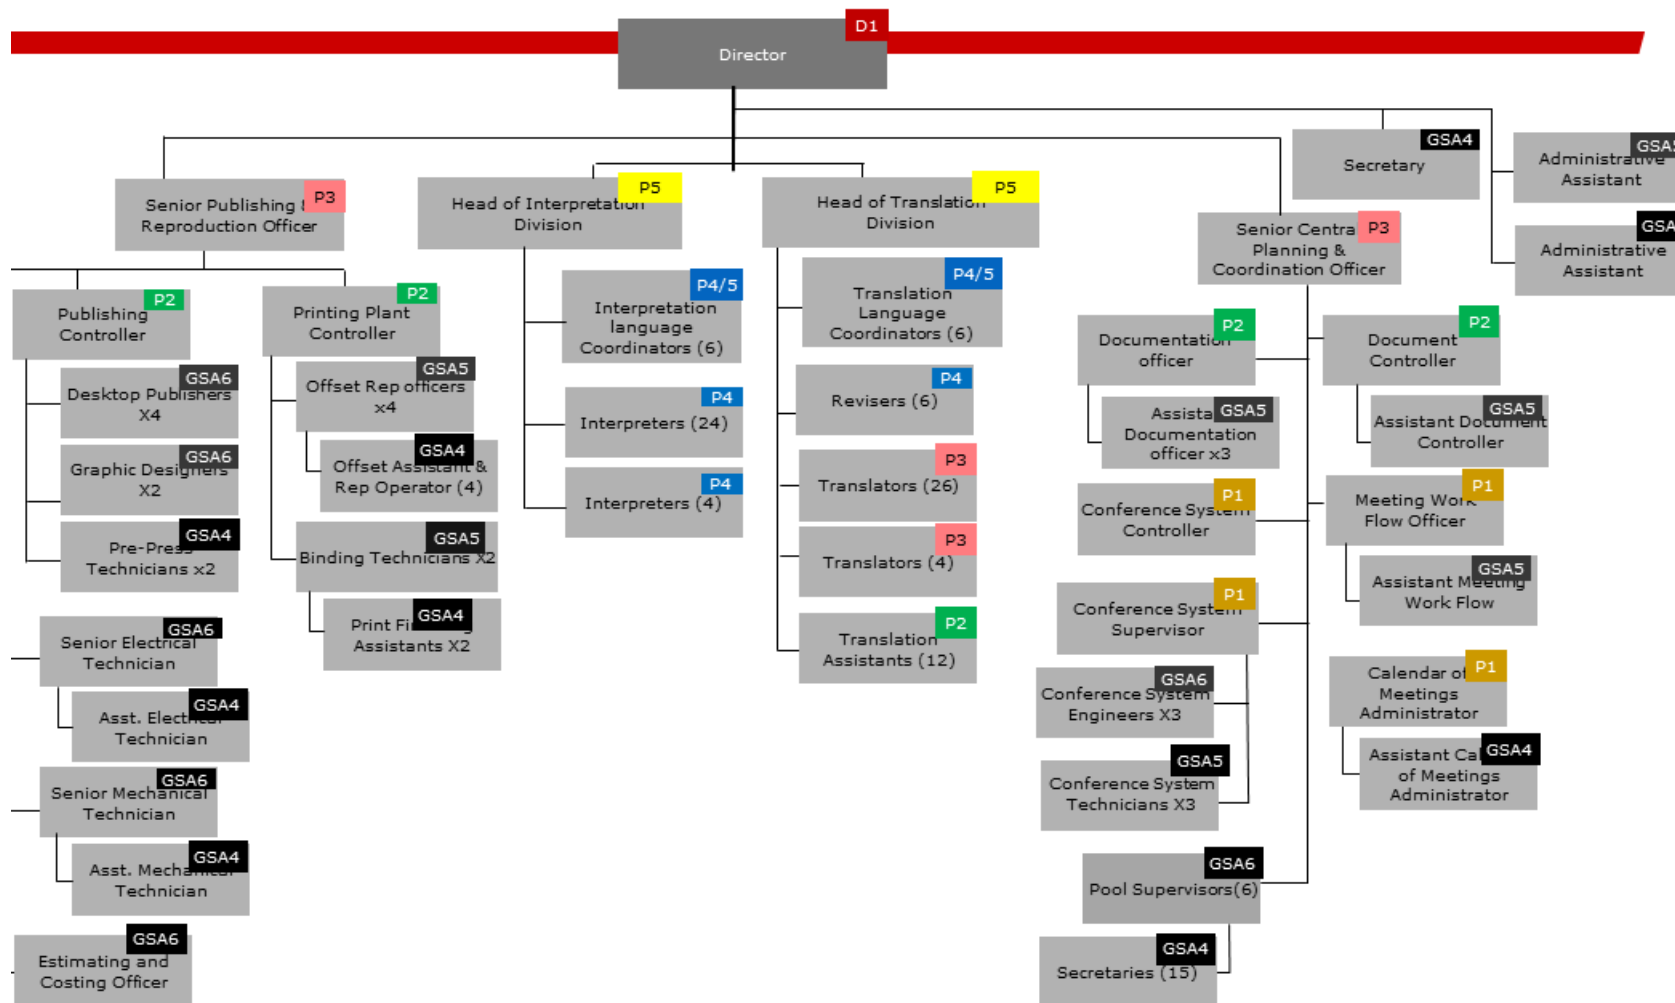 D1
Director
GSA4
Secretary
Administrative
Assistant
Administrative
Assistant
P3
Senior Publishing
Reproduction Officer
P5
Head of Interpretation
Division
P5
Head of Translation
Division
P3
Senior Central
Planning &
Coordination Officer
P2
Publishing
Controller
GSA6
Desktop Publishers
X4
GSA6
Graphic Designers
X2
GSA4
Pre-Press
Technicians x2
P2
Printing Plant
Controller
GSA5
Offset Rep officers
x4
GSA4
Offset Assistant &
Rep Operator (4)
GSA5
Binding Technicians X2
GSA4
Assistants X2
GSA6
Senior Electrical
Technician
GSA4
Asst. Electrical
Technician
GSA6
Senior Mechanical
Technician
GSA4
Asst. Mechanical
Technician
GSA6
Estimating and
Costing Officer
P4/5
Interpretation
language
Coordinators (6)
P4
Interpreters (24)
P4
Interpreters (4)
P4/5
Translation
Language
Coordinators (6)
P4
Revisers (6)
P3
Translators (26)
P3
Translators (4)
P2
Translation
Assistants (12)
P2
Documentation
officer
GSA5
Documentation
officer x3
P1
Conference System
Controller
P1
Conference System
Supervisor
GSA6
Conference System
Engineers X3
GSA5
Conference System
Technicians X3
GSA6
Pool Supervisors(6)
GSA4
Secretaries (15)
P2
Document
Controller
GSA5
Assistant Document
Controller
P1
Meeting Work
Flow Officer
GSA5
Assistant Meeting
Work Flow
P1
Calendar of
Meetings
Administrator
GSA4
Assistant
of Meetings
Administrator